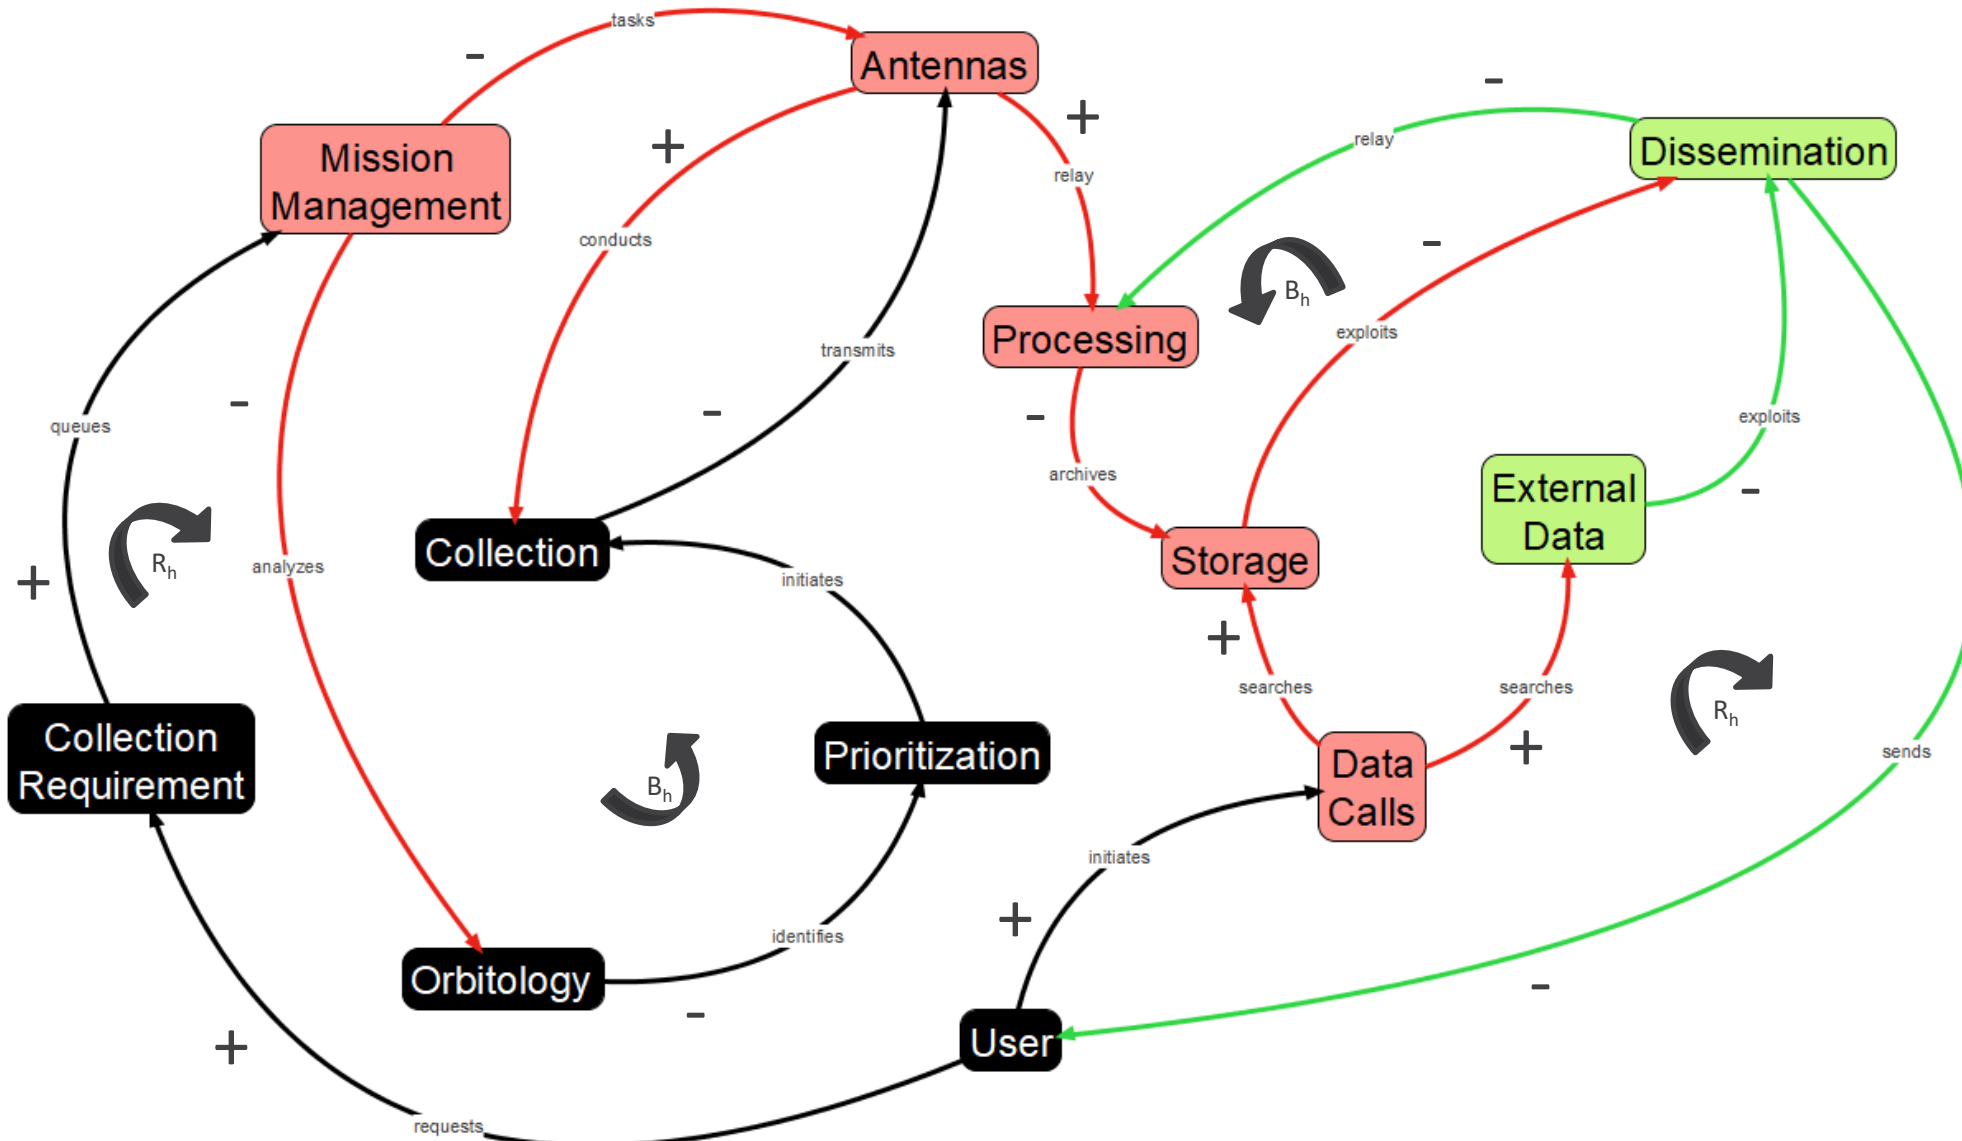 tasks
-
Antennas
-
+
+
relay
Dissemination
Mission
Management
relay
conducts
-
Bh
transmits
Processing
exploits
-
-
-
exploits
queues
archives
External
Data
-
Rh
Collection
Storage
analyzes
initiates
+
+
searches
searches
Rh
Collection
Requirement
Prioritization
+
Data
Calls
sends
Bh
initiates
+
identifies
Orbitology
-
-
User
+
requests